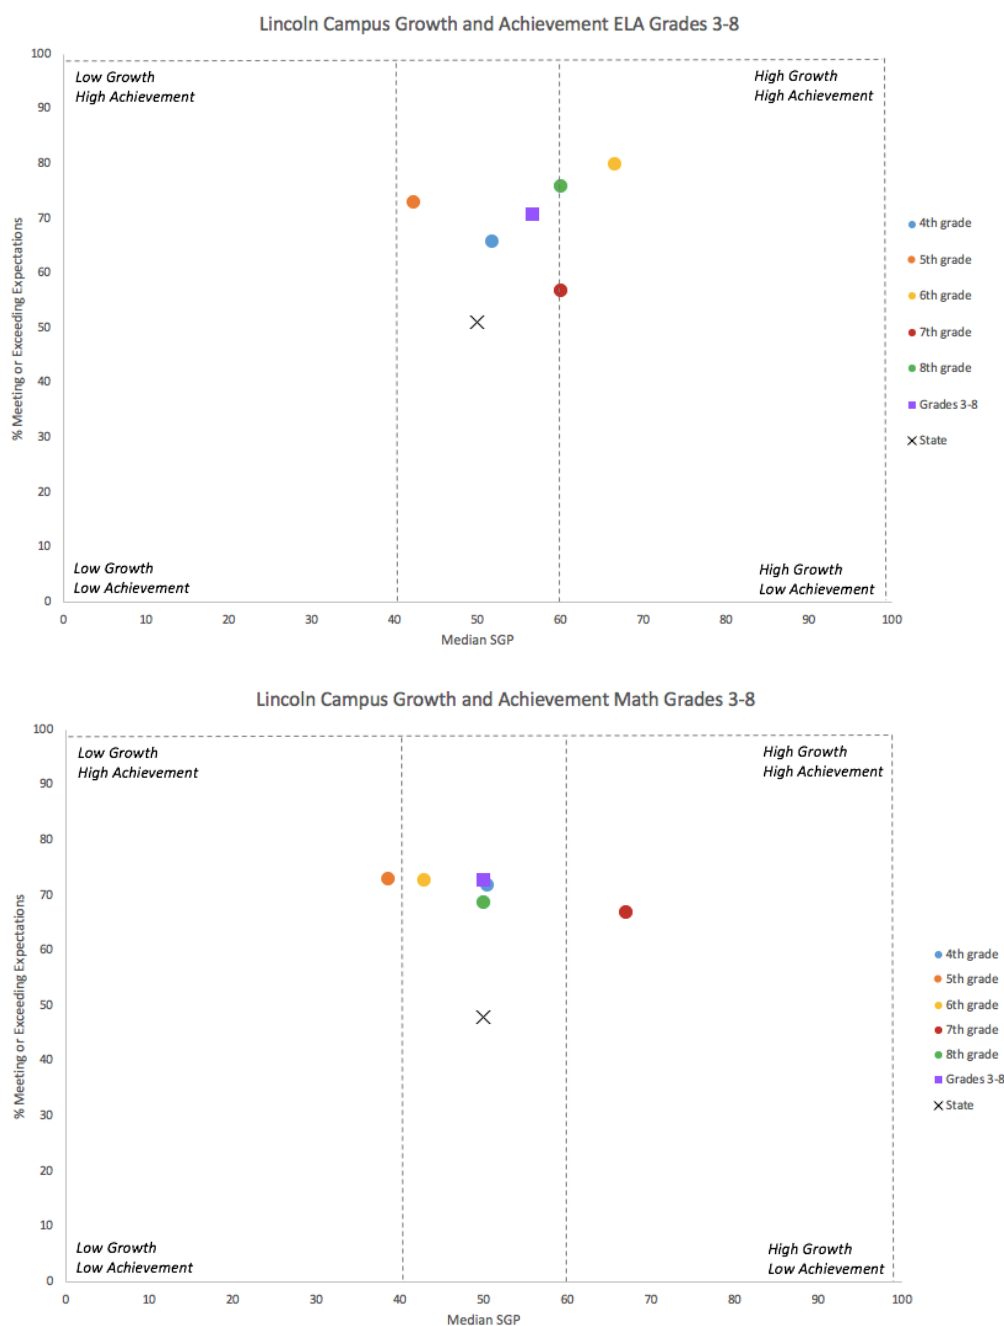 Lincoln Campus Growth and Achievement ELA Grades 3-8
100
90
80
70
60
50
40
30
20
10
0
% Meeting or Exceeding Expectations
Low Growth
High Achievement
High Growth
High Achievement
Low Growth
Low Achievement
High Growth
Low Achievement
0 10 20 30 40 50 60 70 80 90 100
Median SGP
4th grade
5th grade
6th grade
7th grade
8th grade
Grades 3-8
State
Lincoln Campus Growth and Achievement Math Grades 3-8
100
90
80
70
60
50
40
30
20
10
0
% Meeting or Exceeding Expectations
Low Growth
High Achievement
High Growth
High Achievement
Low Growth
Low Achievement
High Growth
Low Achievement
0 10 20 30 40 50 60 70 80 90 100
Median SGP
4th grade
5th grade
6th grade
7th grade
8th grade
Grades 3-8
State